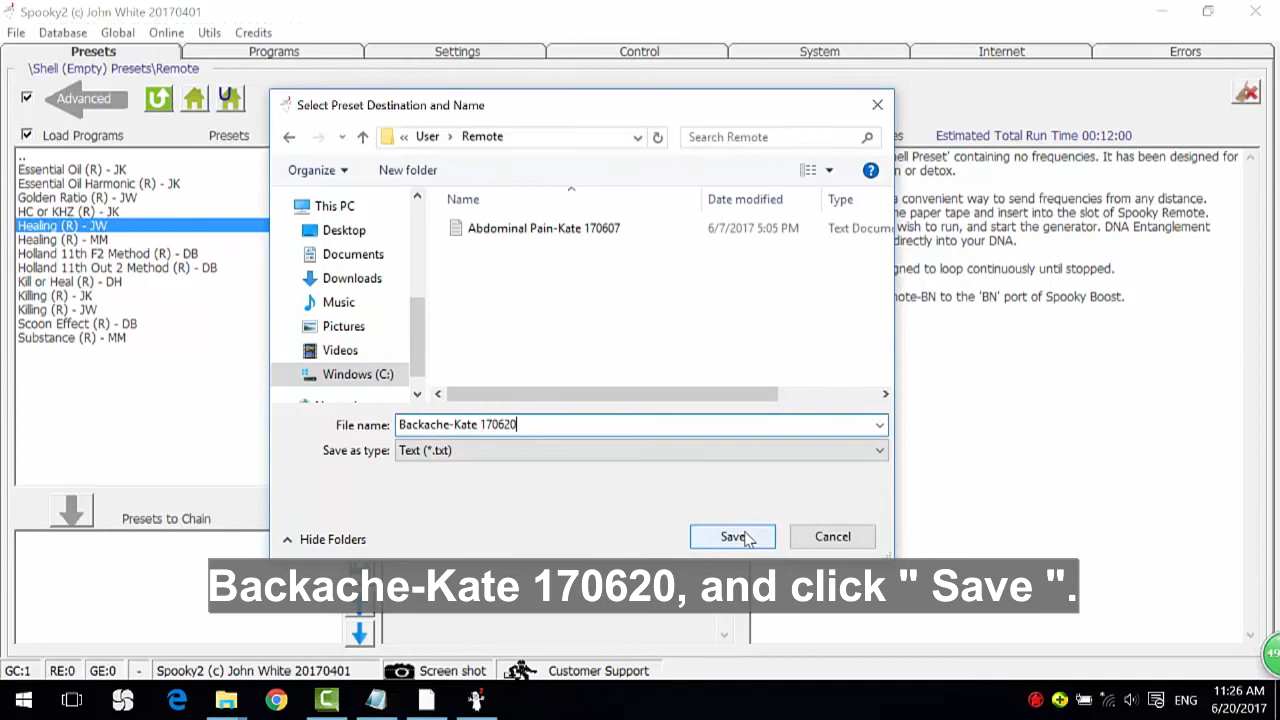 Spooky2 (c) John White 20170401
File Database Global Online Utils Credits
Presets Programs Settings Control System Internet Errors
\Shell (Empty) Presets\Remote
Advanced
Load Programs Presets
Estimated Total Run Time 00:12:00
..
Essential Oil (R) - JK
Essential Oil Harmonic (R) - JK
Golden Ratio (R) - JW
HC or KHZ (R) - JK
Healing (R) - JW
Healing (R) - MM
Holland 11th F2 Method (R) - DB
Holland 11th Out 2 Method (R) - DB
Kill or Heal (R) - DH
Killing (R) - JK
Killing (R) - JW
Scoon Effect (R) - DB
Substance (R) - MM
Presets to Chain
Select Preset Destination and Name
« User › Remote
Search Remote
Organize New folder
This PC
Desktop
Documents
Downloads
Music
Pictures
Videos
Windows (C:)
Name Date modified Type
Abdominal Pain-Kate 170607 6/7/2017 5:05 PM Text Docum
File name: Backache-Kate 170620
Save as type: Text (*.txt)
Hide Folders
Save Cancel
ell Preset' containing no frequencies. It has been designed for
n or detox.
a convenient way to send frequencies from any distance.
e paper tape and insert into the slot of Spooky Remote.
wish to run, and start the generator. DNA Entanglement
directly into your DNA.
gned to loop continuously until stopped.
ote-BN to the 'BN' port of Spooky Boost.
Backache-Kate 170620, and click " Save ".
GC:1 RE:0 GE:0 - Spooky2 (c) John White 20170401 Screen shot Customer Support
49
ENG
11:26 AM
6/20/2017